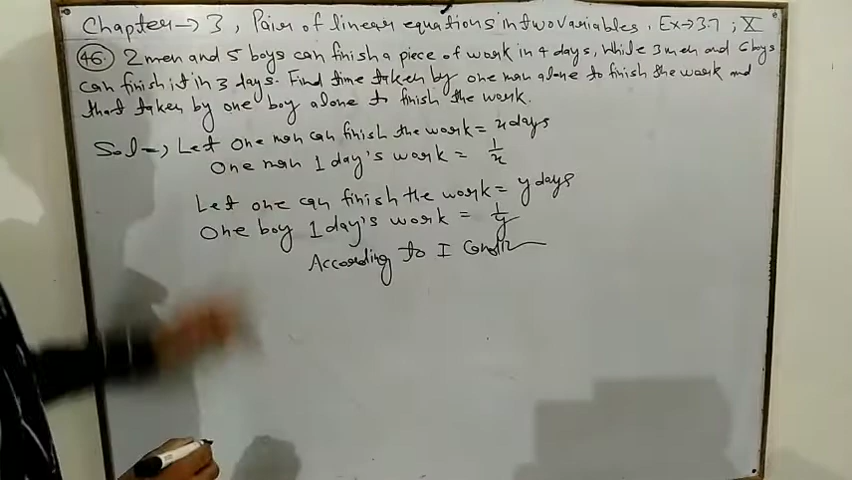 Chapter → 3, Pair of linear equations in two variables, Ex → 3.7; X
46. 2 men and 5 boys can finish a piece of work in 4 days, while 3 men and 6 boys
can finish it in 3 days. Find time taken by one man alone to finish the work and
that taken by one boy alone to finish the work.
Sol →, Let one man can finish the work = x days
One man 1 day's work = 1/x
Let one can finish the work = y days
One boy 1 day's work = 1/y
According to I